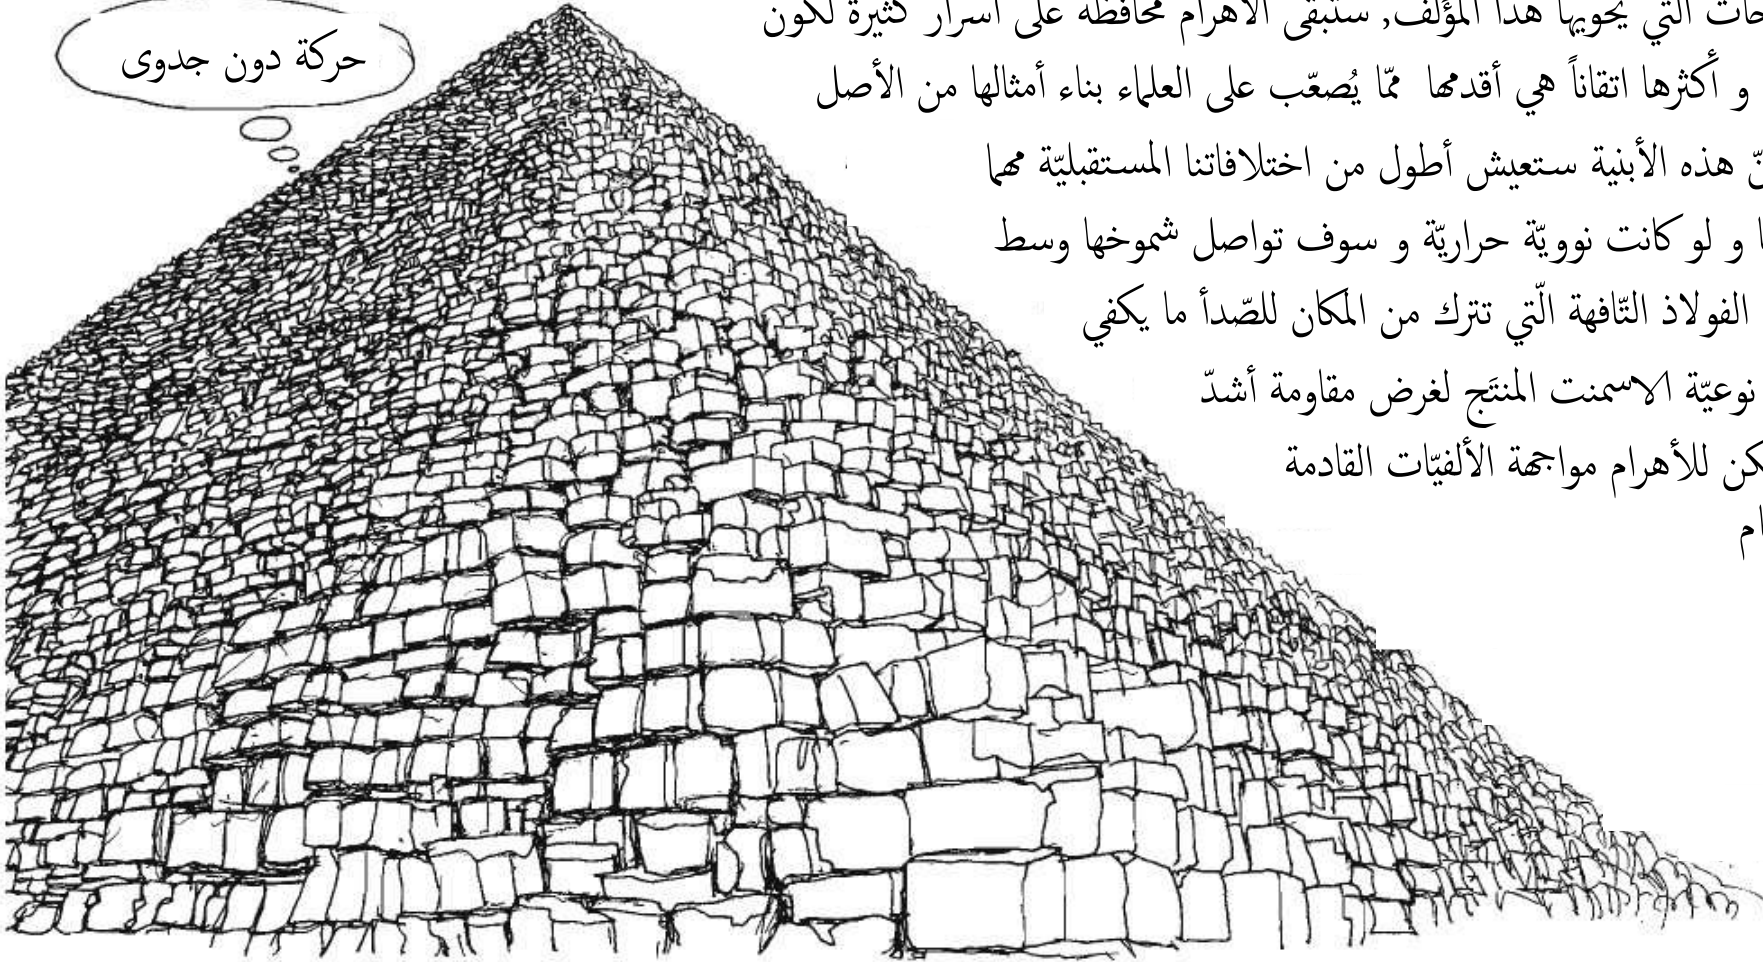 التي يحويها هذا المؤلف, ستبقى الأهرام محافظة على أسرار كثيرة لكون
و أكثرها اتقاناً هي أقدمها ممّا يُصعّب على العلماء بناء أمثالها من الأصل
هذه الأبنية ستعيش أطول من اختلافاتنا المستقبليّة مهما
و لو كانت نوويّة حراريّة و سوف تواصل شموخها وسط
الفولاذ التّافهة الّتي تترك من المكان للصّدأ ما يكفي
نوعيّة الاسمنت المنتَج لغرض مقاومة أشدّ
للأهرام مواجهة الألفيّات القادمة
حركة دون جدوى